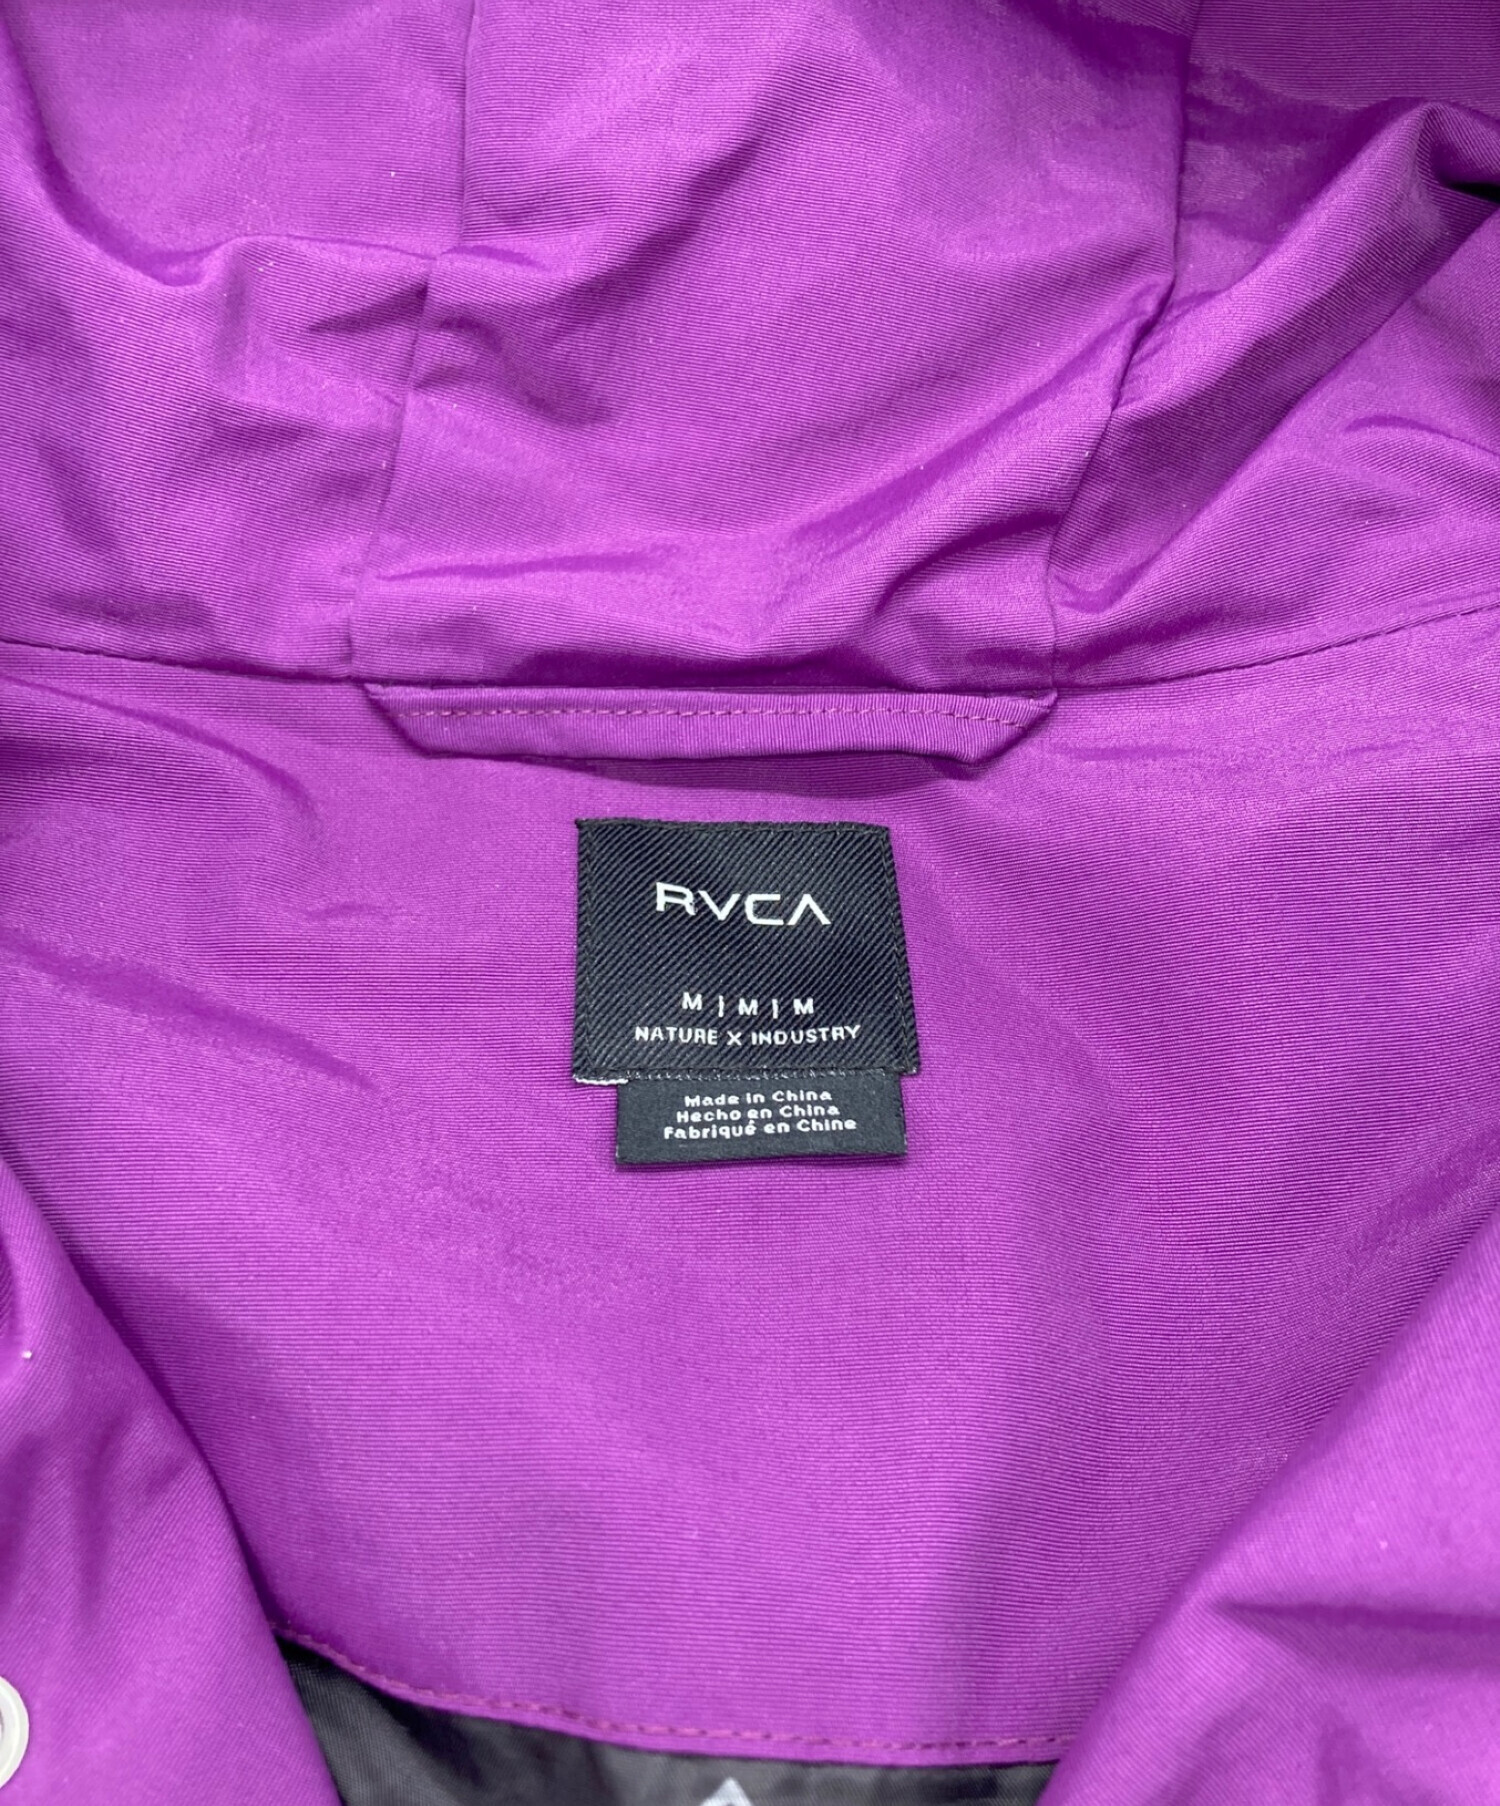 RVCA
M | M | M
NATURE X INDUSTRY
Made in China
Hecho en China
Fabriqué en Chine